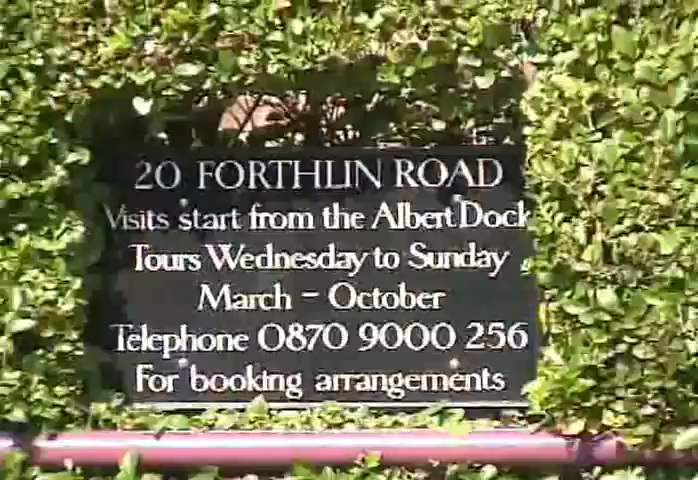 20 FORTHLIN ROAD
Visits start from the Albert Dock
Tours Wednesday to Sunday
March - October
Telephone 0870 9000 256
For booking arrangements